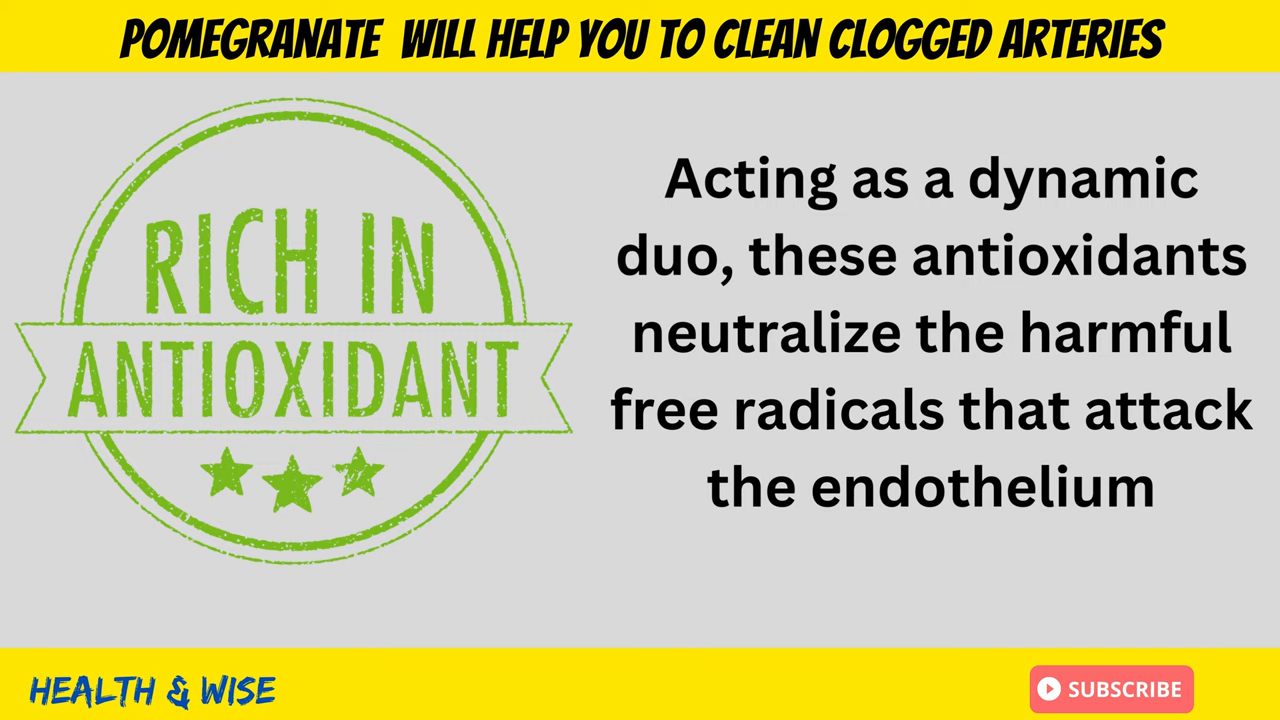 POMEGRANATE WILL HELP YOU TO CLEAN CLOGGED ARTERIES
RICH IN
ANTIOXIDANT
Acting as a dynamic
duo, these antioxidants
neutralize the harmful
free radicals that attack
the endothelium
HEALTH & WISE
SUBSCRIBE